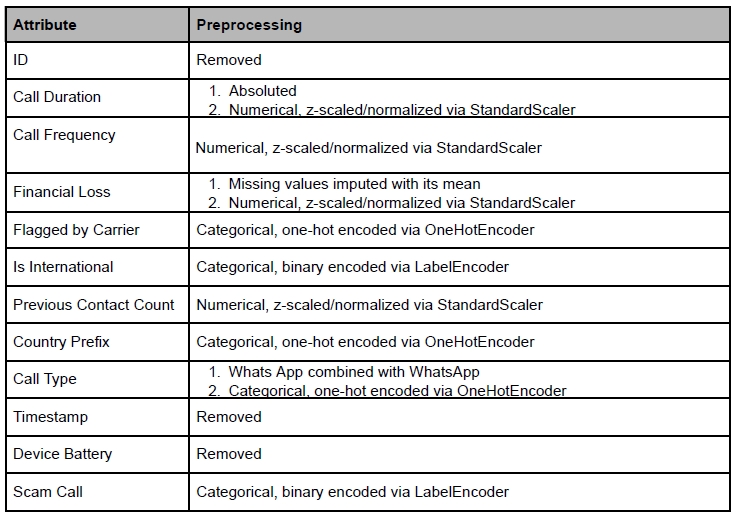 Attribute Preprocessing
ID Removed
Call Duration 1. Absoluted
2. Numerical, z-scaled/normalized via StandardScaler
Call Frequency Numerical, z-scaled/normalized via StandardScaler
Financial Loss 1. Missing values imputed with its mean
2. Numerical, z-scaled/normalized via StandardScaler
Flagged by Carrier Categorical, one-hot encoded via OneHotEncoder
Is International Categorical, binary encoded via LabelEncoder
Previous Contact Count Numerical, z-scaled/normalized via StandardScaler
Country Prefix Categorical, one-hot encoded via OneHotEncoder
Call Type 1. Whats App combined with WhatsApp
2. Categorical, one-hot encoded via OneHotEncoder
Timestamp Removed
Device Battery Removed
Scam Call Categorical, binary encoded via LabelEncoder